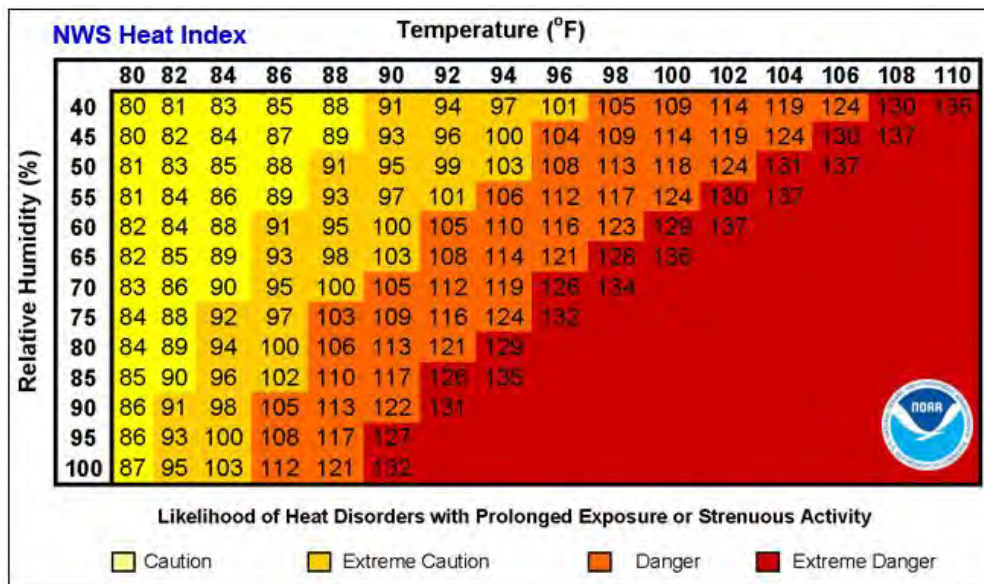 NWS Heat Index Temperature (°F)
80 82 84 86 88 90 92 94 96 98 100 102 104 106 108 110
Relative Humidity (%)
40 80 81 83 85 88 91 94 97 101 105 109 114 119 124 130 136
45 80 82 84 87 89 93 96 100 104 109 114 119 124 130 137
50 81 83 85 88 91 95 99 103 108 113 118 124 131 137
55 81 84 86 89 93 97 101 106 112 117 124 130 137
60 82 84 88 91 95 100 105 110 116 123 129 137
65 82 85 89 93 98 103 108 114 121 128 136
70 83 86 90 95 100 105 112 119 126 134
75 84 88 92 97 103 109 116 124 132
80 84 89 94 100 106 113 121 129
85 85 90 96 102 110 117 126 135
90 86 91 98 105 113 122 131
95 86 93 100 108 117 127
100 87 95 103 112 121 132
NOAA
Likelihood of Heat Disorders with Prolonged Exposure or Strenuous Activity
Caution Extreme Caution Danger Extreme Danger